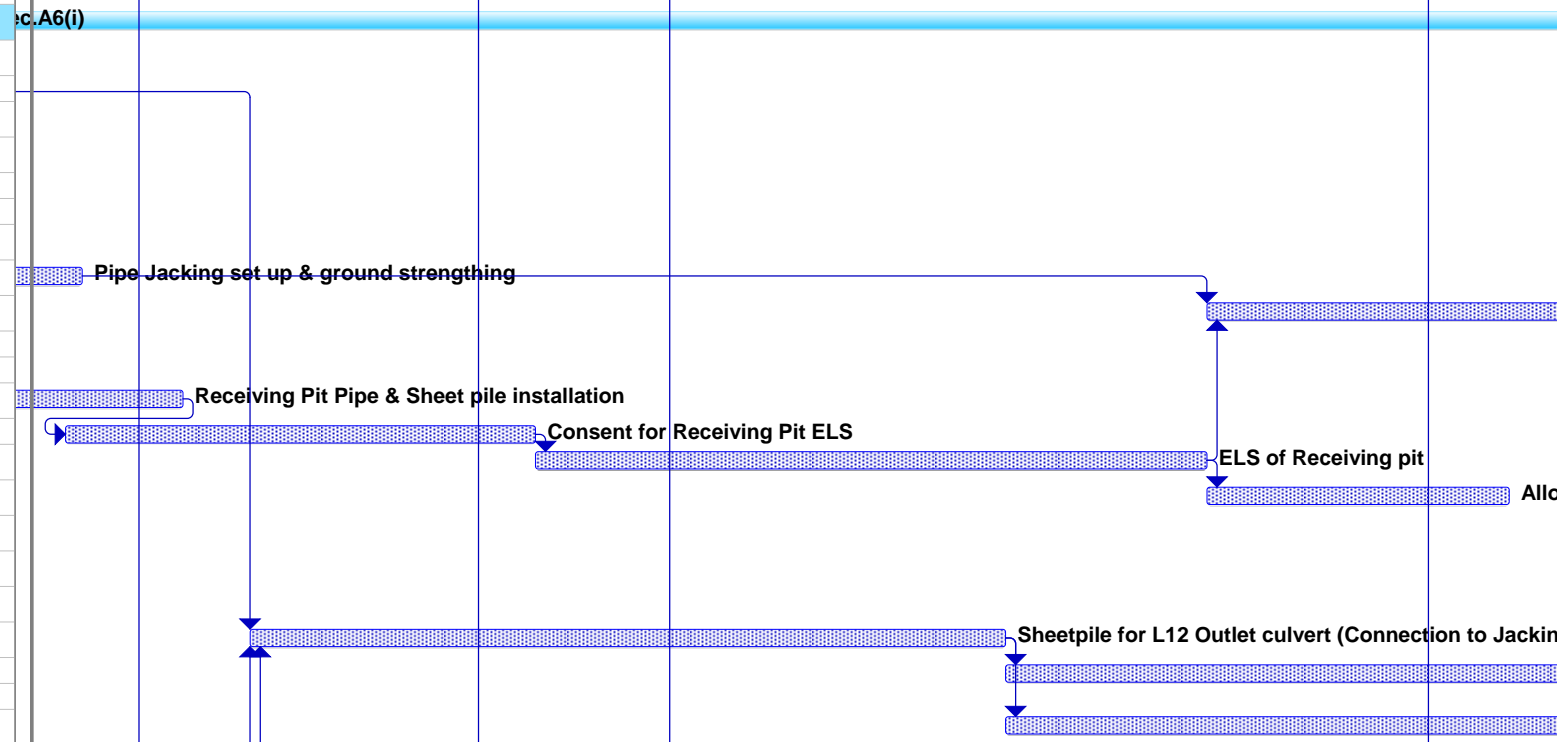 ec.A6(i)
Pipe Jacking set up & ground strengthing
Receiving Pit Pipe & Sheet pile installation
Consent for Receiving Pit ELS
ELS of Receiving pit
Allo
Sheetpile for L12 Outlet culvert (Connection to Jackin